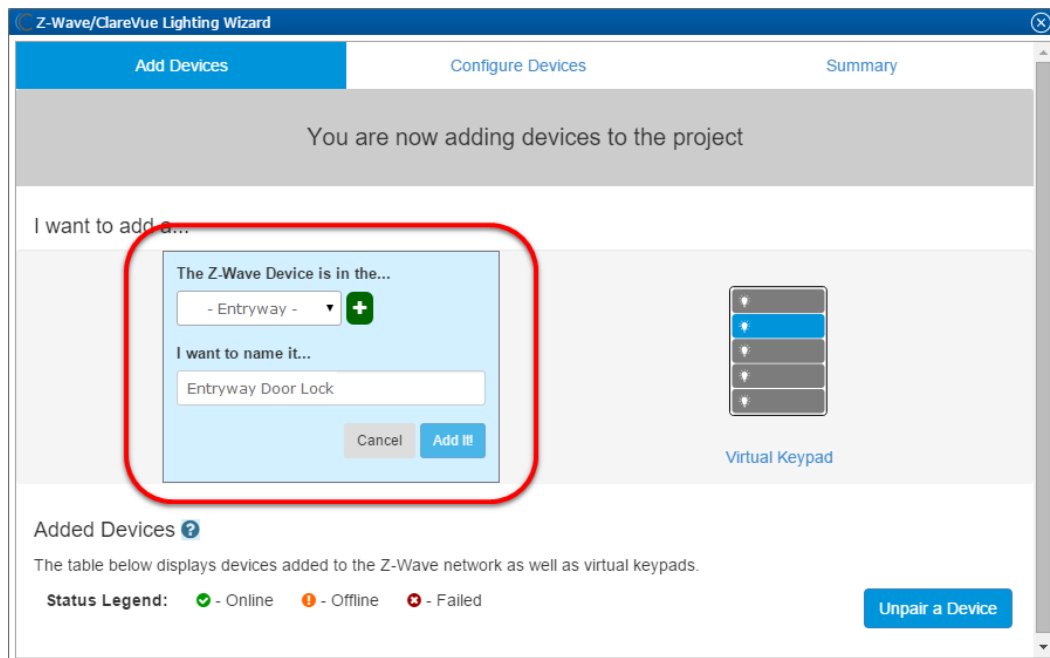 Z-Wave/ClareVue Lighting Wizard
Add Devices
Configure Devices
Summary
You are now adding devices to the project
I want to add a...
The Z-Wave Device is in the...
- Entryway -
I want to name it...
Entryway Door Lock
Cancel
Add It!
Virtual Keypad
Added Devices ?
The table below displays devices added to the Z-Wave network as well as virtual keypads.
Status Legend: - Online ! - Offline - Failed
Unpair a Device